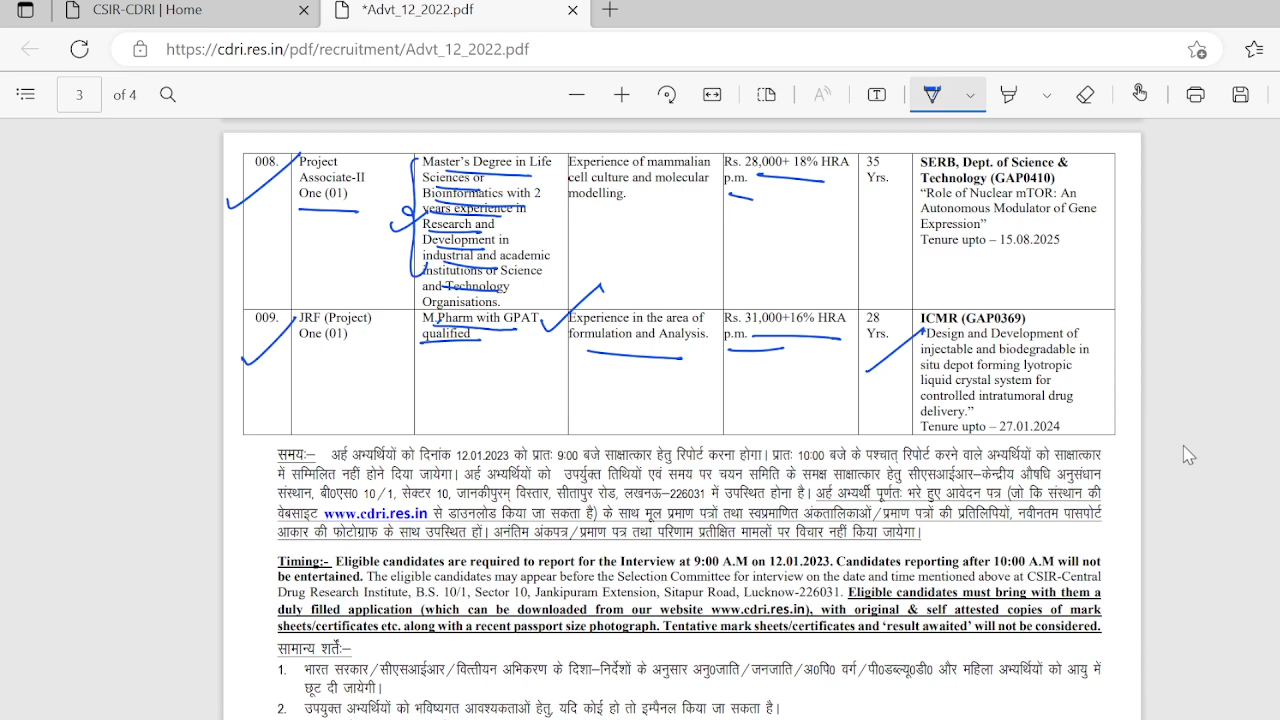 CSIR-CDRI | Home
*Advt_12_2022.pdf
https://cdri.res.in/pdf/recruitment/Advt_12_2022.pdf
3 of 4
008.
Project
Associate-II
One (01)
Master's Degree in Life
Sciences or
Bioinformatics with 2
years experience in
Research and
Development in
industrial and academic
institutions or Science
and Technology
Organisations.
Experience of mammalian
cell culture and molecular
modelling.
Rs. 28,000+ 18% HRA
p.m.
35
Yrs.
SERB, Dept. of Science &
Technology (GAP0410)
“Role of Nuclear mTOR: An
Autonomous Modulator of Gene
Expression”
Tenure upto – 15.08.2025
009.
JRF (Project)
One (01)
M.Pharm with GPAT
qualified
Experience in the area of
formulation and Analysis.
Rs. 31,000+16% HRA
p.m.
28
Yrs.
ICMR (GAP0369)
“Design and Development of
injectable and biodegradable in
situ depot forming lyotropic
liquid crystal system for
controlled intratumoral drug
delivery.”
Tenure upto – 27.01.2024
समयः– अर्ह अभ्यर्थियों को दिनांक 12.01.2023 को प्रातः 9:00 बजे साक्षात्कार हेतु रिपोर्ट करना होगा। प्रातः 10:00 बजे के पश्चात् रिपोर्ट करने वाले अभ्यर्थियों को साक्षात्कार
में सम्मिलित नहीं होने दिया जायेगा। अर्ह अभ्यर्थियों को उपर्युक्त तिथियों एवं समय पर चयन समिति के समक्ष साक्षात्कार हेतु सीएसआईआर–केन्द्रीय औषधि अनुसंधान
संस्थान, बी0एस0 10/1, सेक्टर 10, जानकीपुरम् विस्तार, सीतापुर रोड, लखनऊ–226031 में उपस्थित होना है। अर्ह अभ्यर्थी पूर्णतः भरे हुए आवेदन पत्र (जो कि संस्थान की
वेबसाइट www.cdri.res.in से डाउनलोड किया जा सकता है) के साथ मूल प्रमाण पत्रों तथा स्वप्रमाणित अंकतालिकाओं/प्रमाण पत्रों की प्रतिलिपियों, नवीनतम पासपोर्ट
आकार की फोटोग्राफ के साथ उपस्थित हों। अनंतिम अंकपत्र/प्रमाण पत्र तथा परिणाम प्रतीक्षित मामलों पर विचार नहीं किया जायेगा।
Timing:- Eligible candidates are required to report for the Interview at 9:00 A.M on 12.01.2023. Candidates reporting after 10:00 A.M will not
be entertained. The eligible candidates may appear before the Selection Committee for interview on the date and time mentioned above at CSIR-Central
Drug Research Institute, B.S. 10/1, Sector 10, Jankipuram Extension, Sitapur Road, Lucknow-226031. Eligible candidates must bring with them a
duly filled application (which can be downloaded from our website www.cdri.res.in), with original & self attested copies of mark
sheets/certificates etc. along with a recent passport size photograph. Tentative mark sheets/certificates and ‘result awaited’ will not be considered.
सामान्य शर्तेंः–
1. भारत सरकार/सीएसआईआर/वित्तीयन अभिकरण के दिशा–निर्देशों के अनुसार अनु0जाति/जनजाति/अ0पि0 वर्ग/पी0डब्ल्यू0डी0 और महिला अभ्यर्थियों को आयु में
छूट दी जायेगी।
2. उपयुक्त अभ्यर्थियों को भविष्यगत आवश्यकताओं हेतु, यदि कोई हो तो इम्पैनल किया जा सकता है।